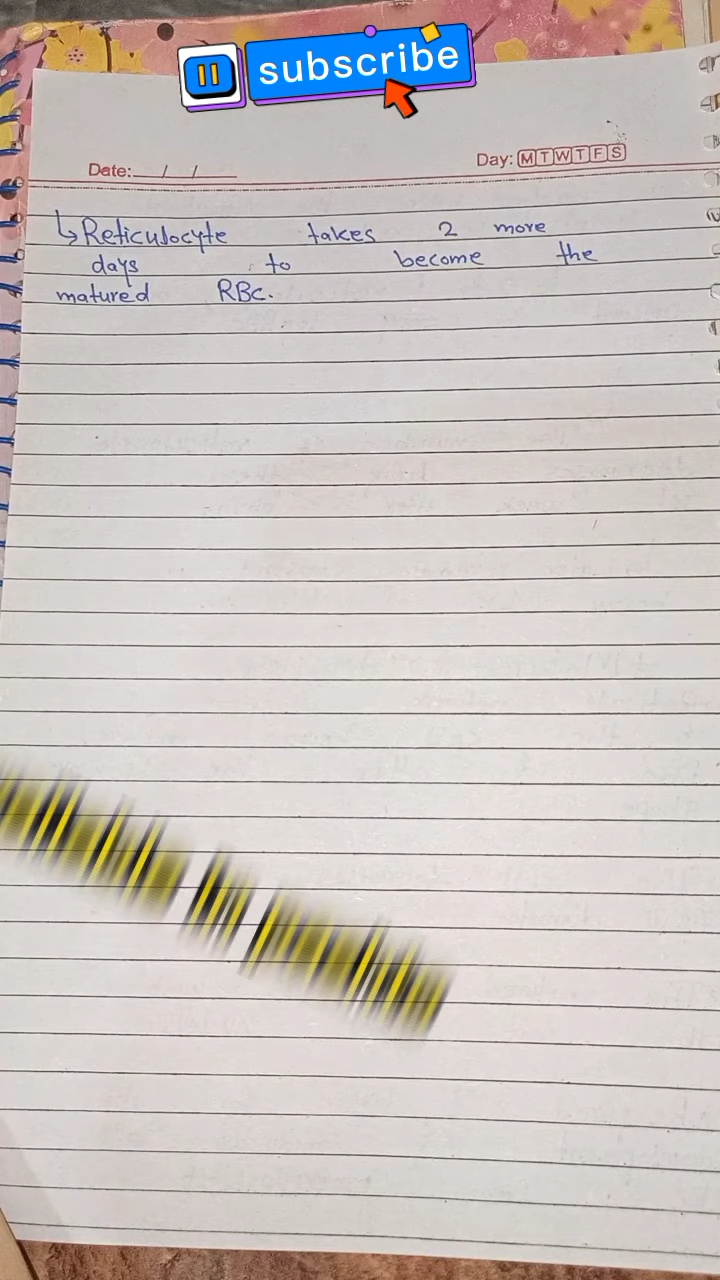 subscribe
Date: / /
Day: M T W T F S
↳Reticulocyte takes 2 more
days to become the
matured RBC.